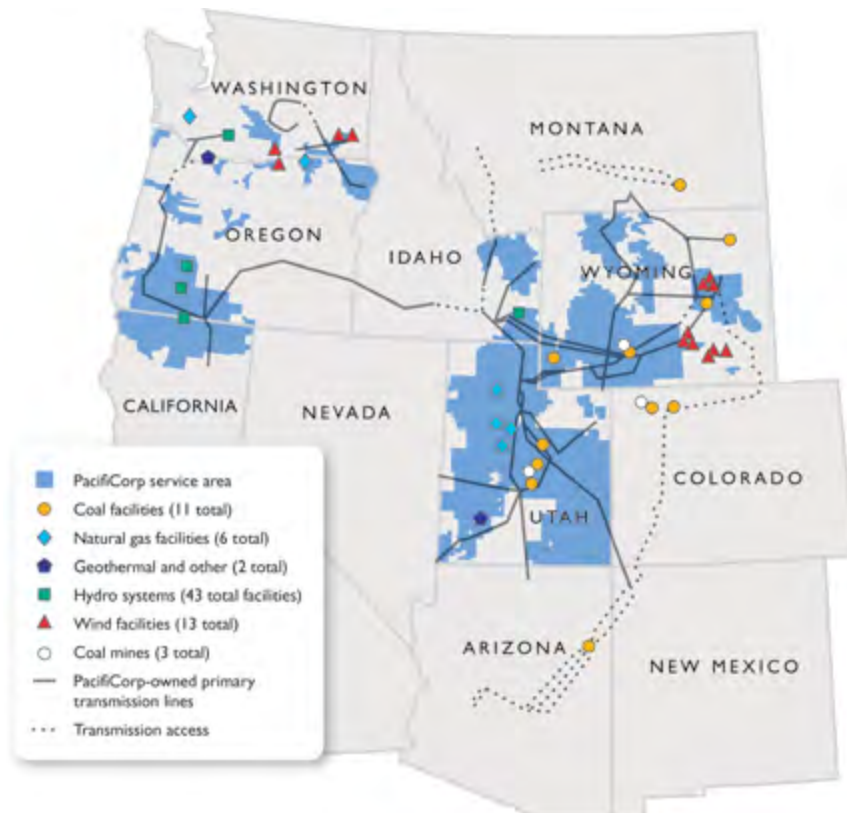 WASHINGTON
MONTANA
OREGON
IDAHO
WYOMING
CALIFORNIA
NEVADA
UTAH
COLORADO
ARIZONA
NEW MEXICO
PacifiCorp service area
Coal facilities (11 total)
Natural gas facilities (6 total)
Geothermal and other (2 total)
Hydro systems (43 total facilities)
Wind facilities (13 total)
Coal mines (3 total)
PacifiCorp-owned primary
transmission lines
Transmission access